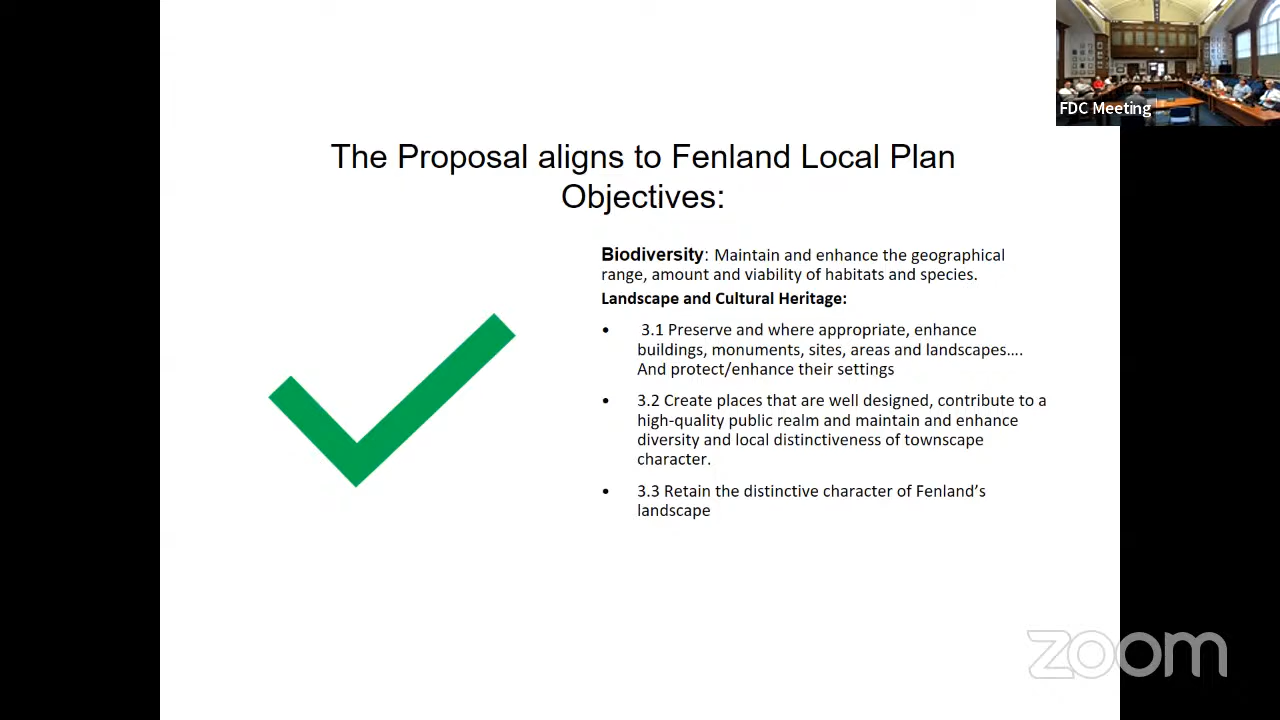 FDC Meeting
The Proposal aligns to Fenland Local Plan
Objectives:
Biodiversity: Maintain and enhance the geographical
range, amount and viability of habitats and species.
Landscape and Cultural Heritage:
• 3.1 Preserve and where appropriate, enhance
buildings, monuments, sites, areas and landscapes....
And protect/enhance their settings
• 3.2 Create places that are well designed, contribute to a
high-quality public realm and maintain and enhance
diversity and local distinctiveness of townscape
character.
• 3.3 Retain the distinctive character of Fenland’s
landscape
zoom